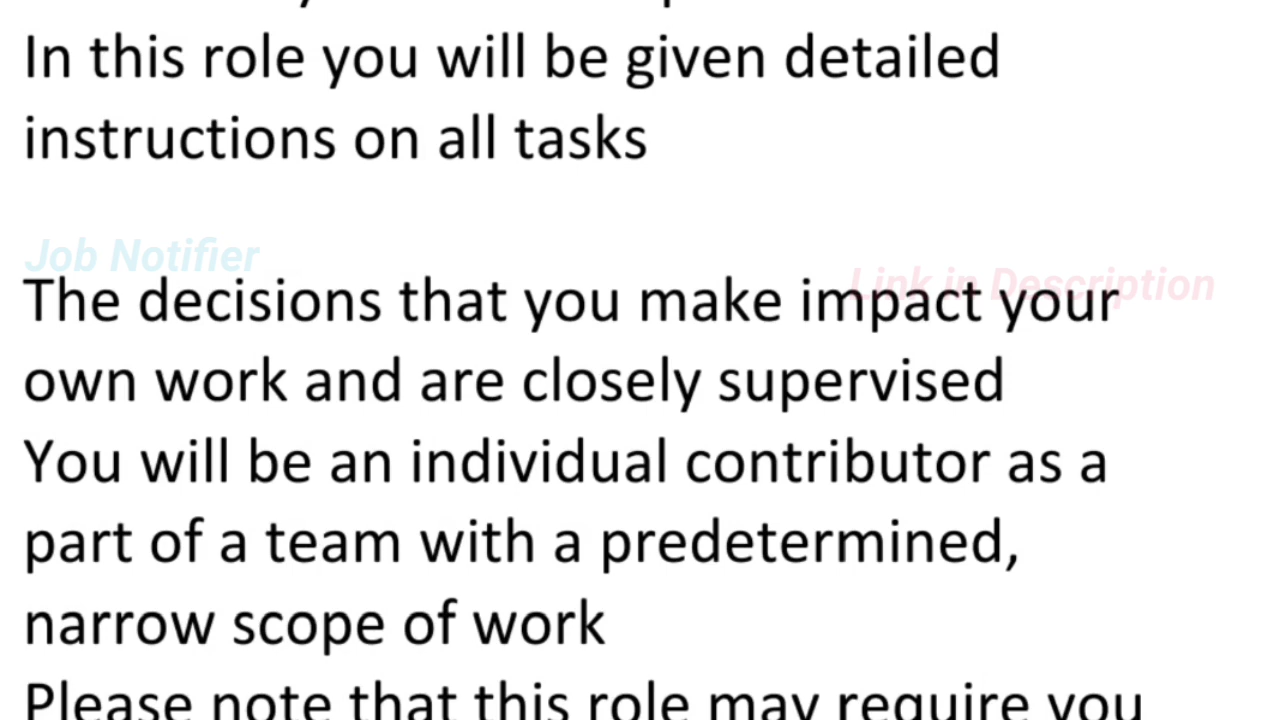 In this role you will be given detailed
instructions on all tasks
Job Notifier
Link in Description
The decisions that you make impact your
own work and are closely supervised
You will be an individual contributor as a
part of a team with a predetermined,
narrow scope of work
Please note that this role may require you